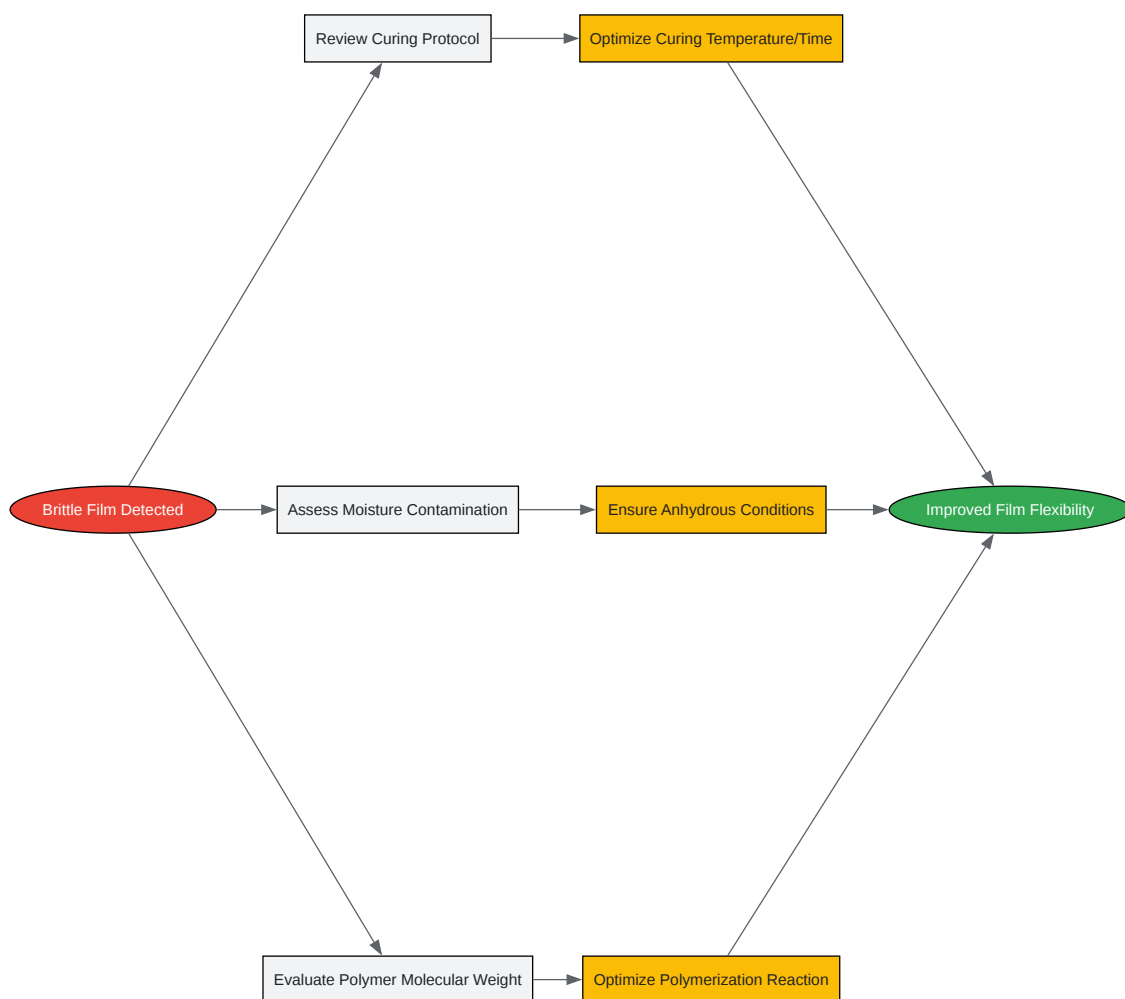 Review Curing Protocol
Optimize Curing Temperature/Time
Brittle Film Detected
Assess Moisture Contamination
Ensure Anhydrous Conditions
Improved Film Flexibility
Evaluate Polymer Molecular Weight
Optimize Polymerization Reaction